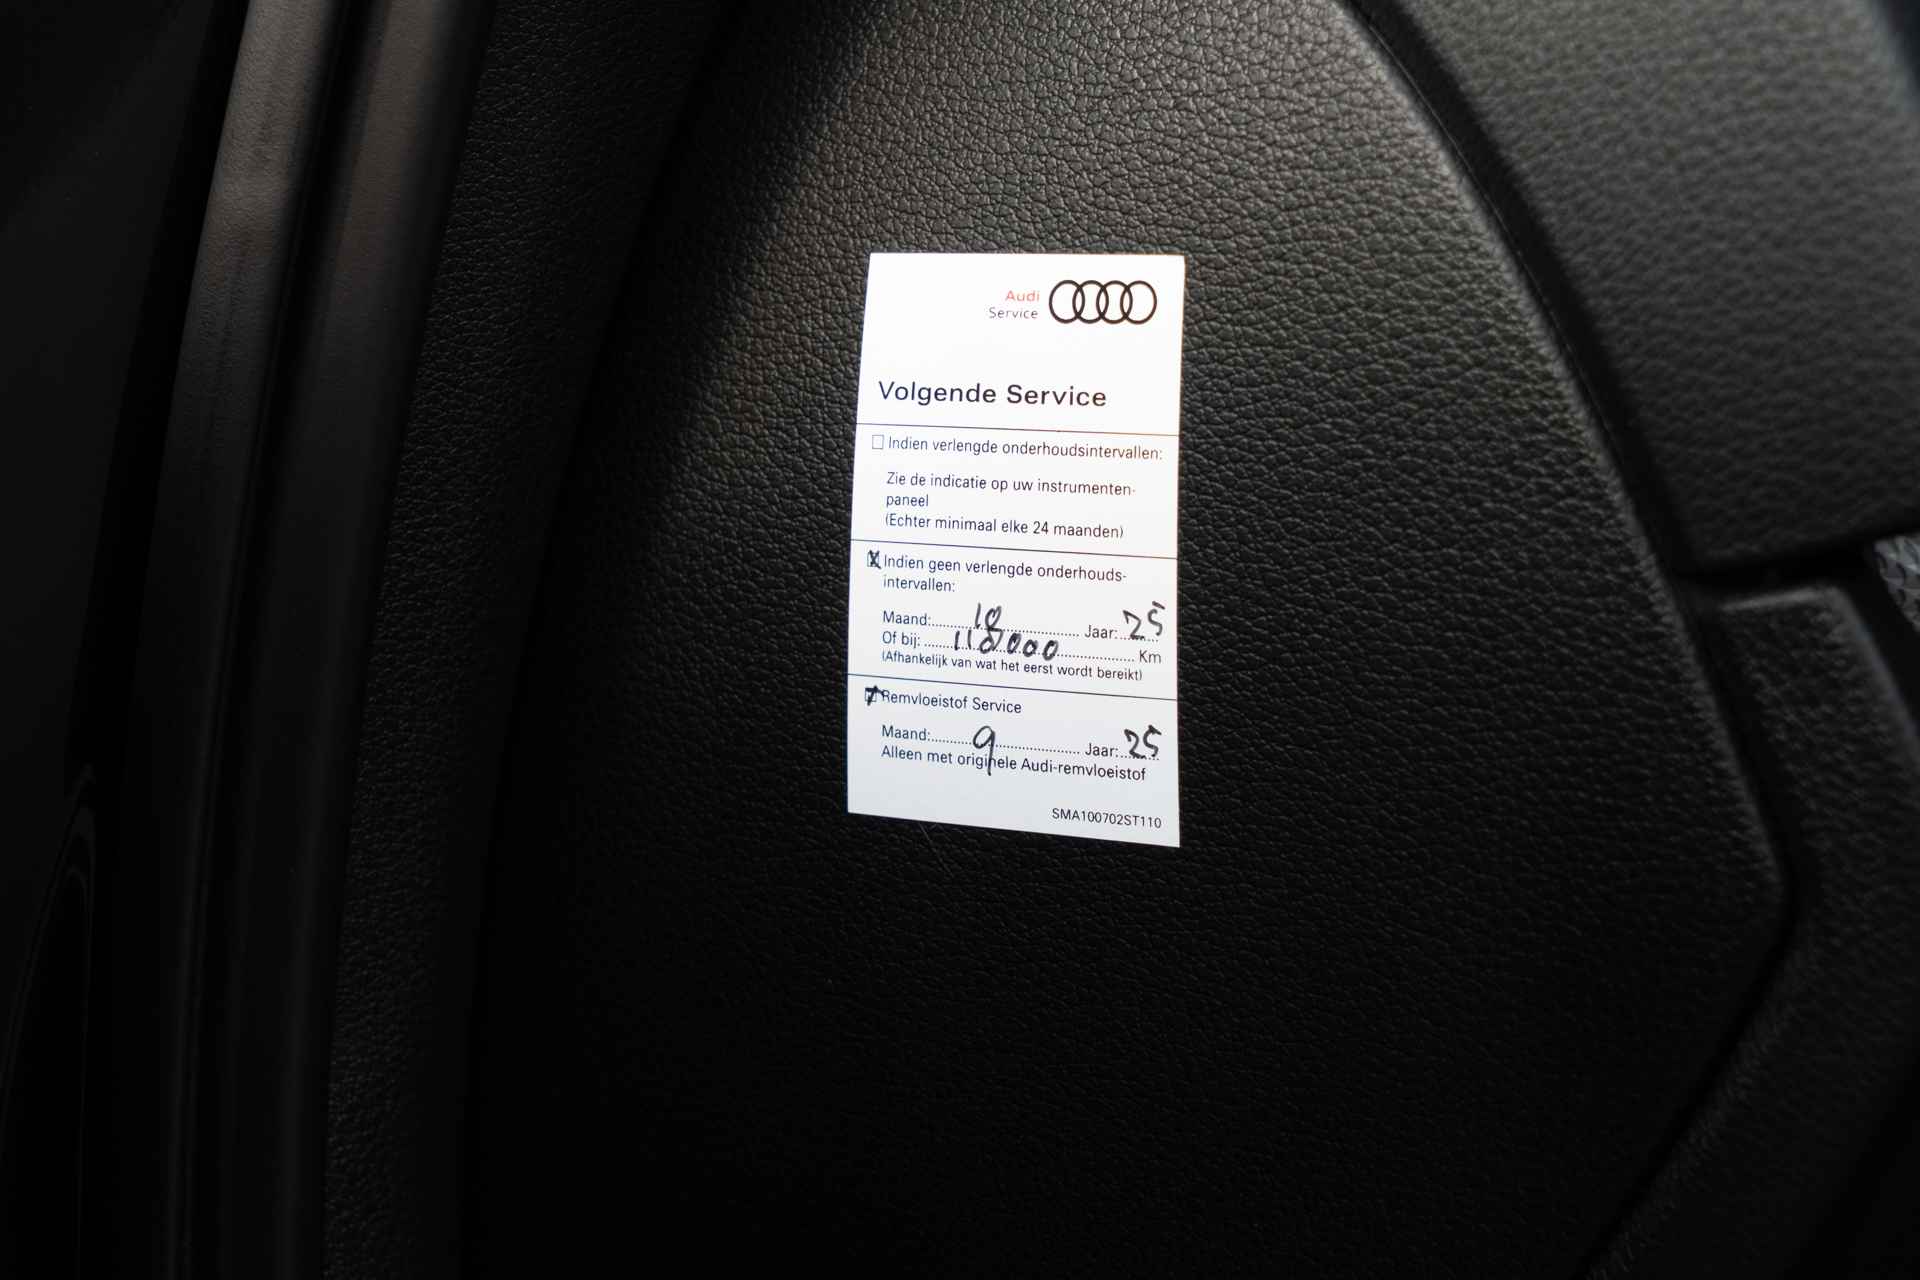 Audi
Service
Volgende Service
☐ Indien verlengde onderhoudsintervallen:
Zie de indicatie op uw instrumenten-
paneel
(Echter minimaal elke 24 maanden)
☒ Indien geen verlengde onderhouds-
intervallen:
Maand: 10 Jaar: 25
Of bij: 118000 Km
(Afhankelijk van wat het eerst wordt bereikt)
☒ Remvloeistof Service
Maand: 9 Jaar: 25
Alleen met originele Audi-remvloeistof
SMA100702ST110